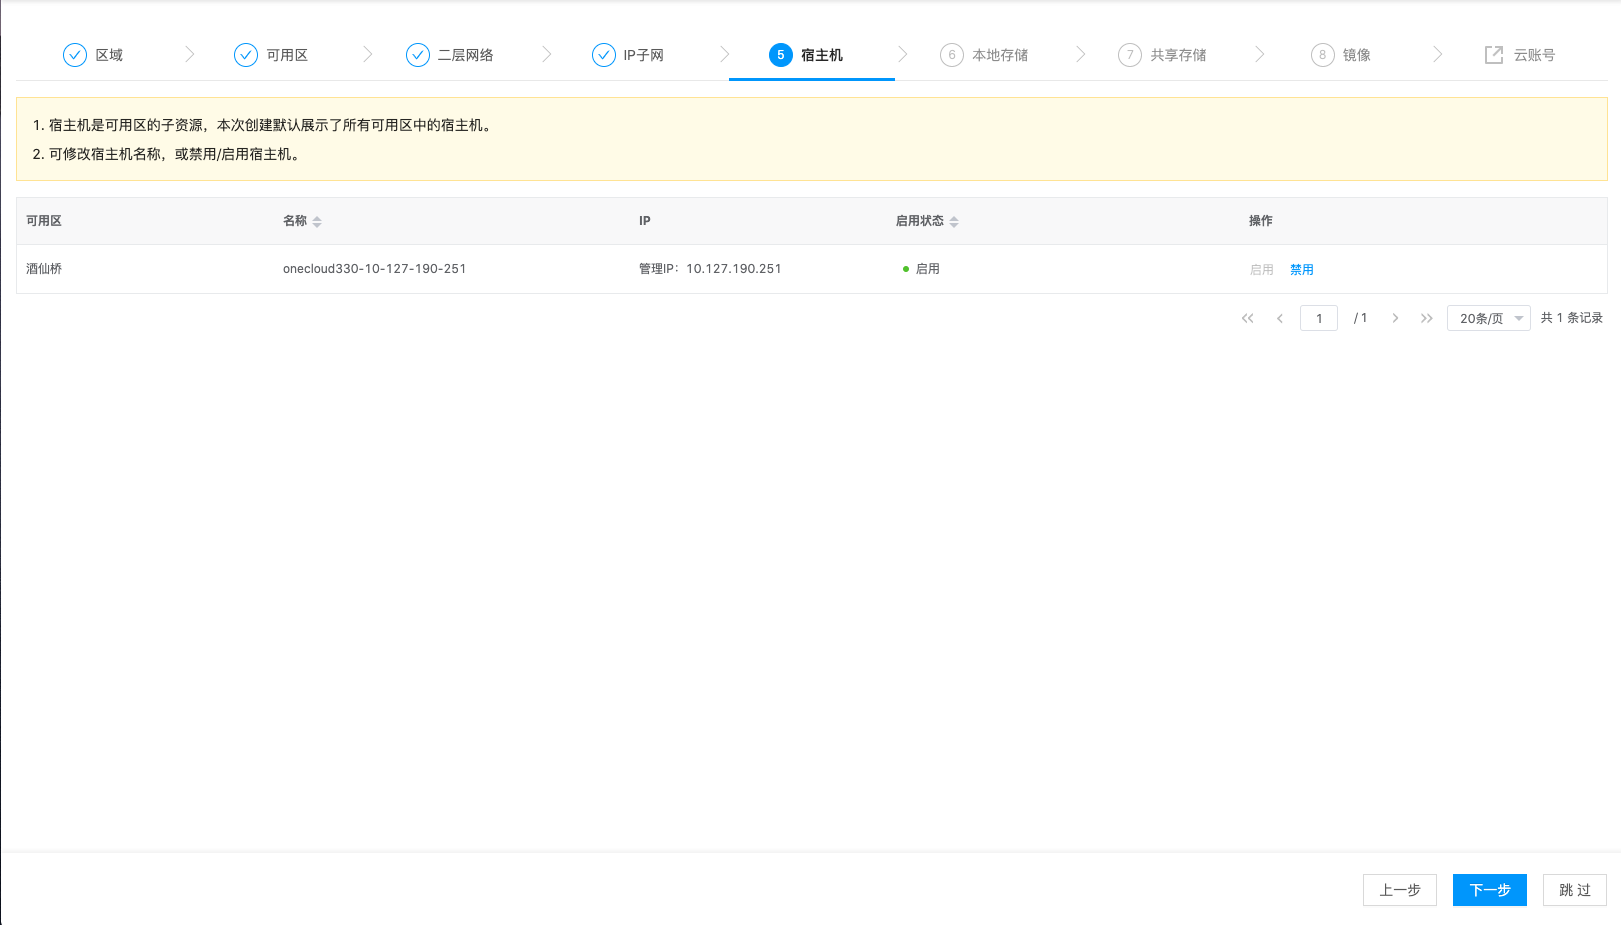 区域 可用区 二层网络 IP子网 5 宿主机 6 本地存储 7 共享存储 8 镜像 云账号
1. 宿主机是可用区的子资源，本次创建默认展示了所有可用区中的宿主机。
2. 可修改宿主机名称，或禁用/启用宿主机。
可用区 名称 IP 启用状态 操作
酒仙桥 onecloud330-10-127-190-251 管理IP：10.127.190.251 启用 启用 禁用
1 / 1 20条/页 共 1 条记录
上一步 下一步 跳 过